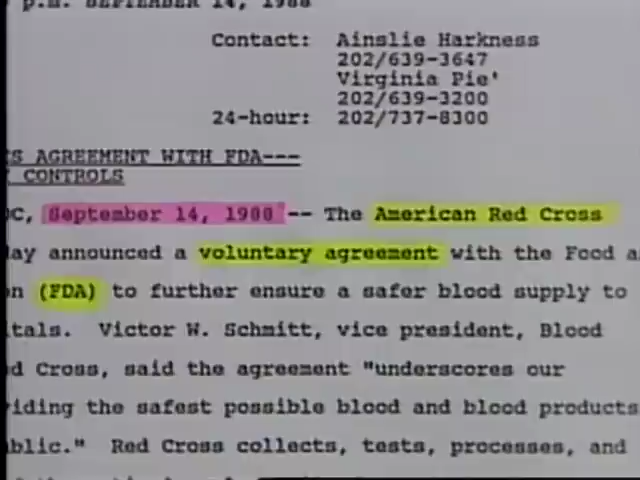 p.m. SEPTEMBER 14, 1988
Contact: Ainslie Harkness
202/639-3647
Virginia Pie'
202/639-3200
24-hour: 202/737-8300
S AGREEMENT WITH FDA---
CONTROLS
C, September 14, 1988 -- The American Red Cross
ay announced a voluntary agreement with the Food a
n (FDA) to further ensure a safer blood supply to
tals. Victor W. Schmitt, vice president, Blood
d Cross, said the agreement "underscores our
iding the safest possible blood and blood products
blic." Red Cross collects, tests, processes, and